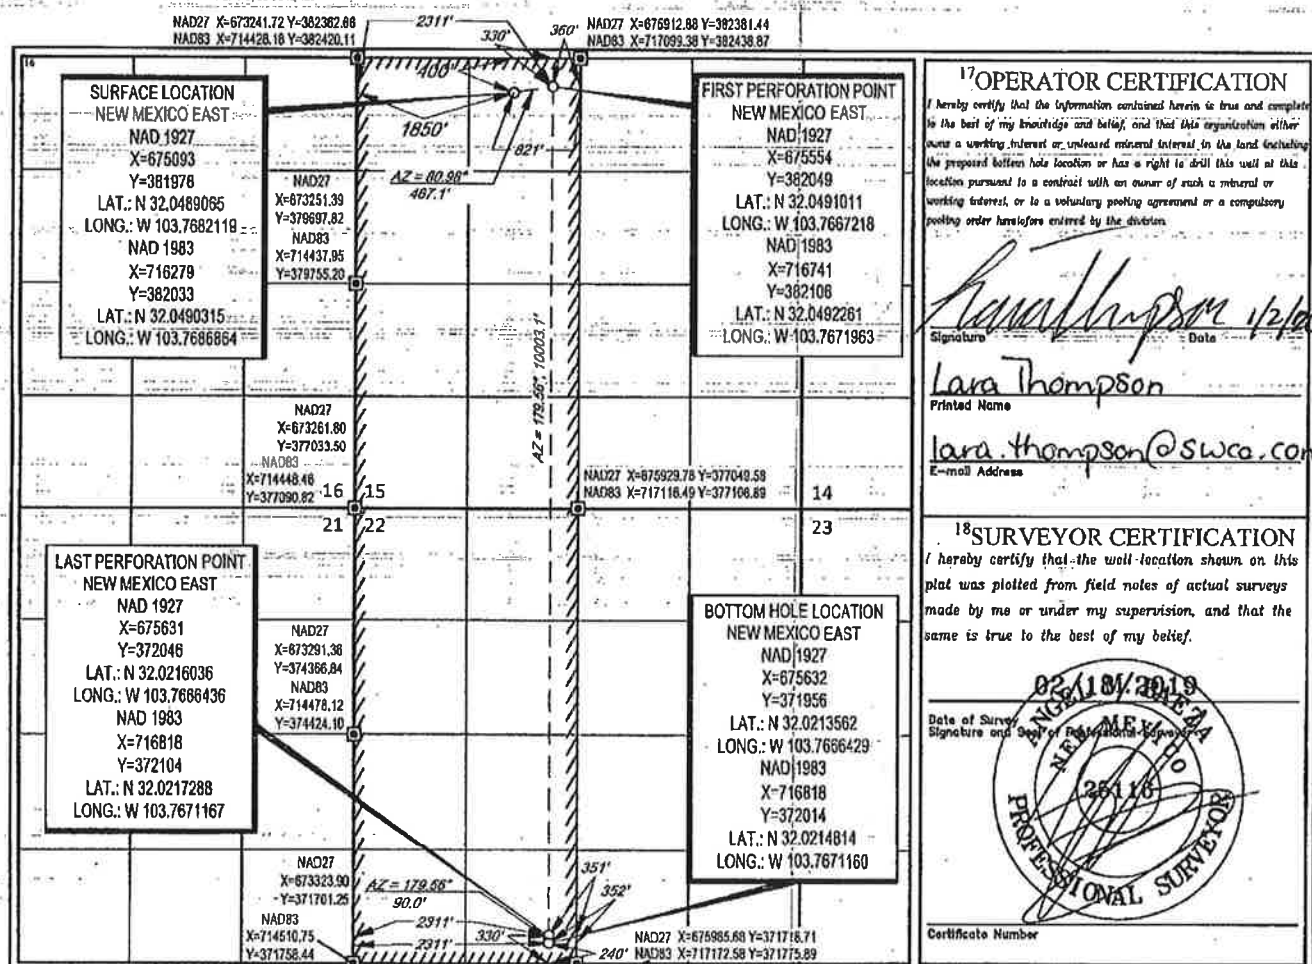 NAD27 X=673241.72 Y=382362.66
NAD83 X=714428.18 Y=382420.11
2311'
330'
360'
NAD27 X=675912.88 Y=382381.44
NAD83 X=717099.38 Y=382438.87
16
SURFACE LOCATION
NEW MEXICO EAST
NAD 1927
X=675093
Y=381976
LAT.: N 32.0489065
LONG.: W 103.7682119
NAD 1983
X=716279
Y=382033
LAT.: N 32.0490315
LONG.: W 103.7686864
400'
1850'
821'
AZ = 80.98°
467.1'
NAD27
X=673251.39
Y=379697.82
NAD83
X=714437.95
Y=379755.20
FIRST PERFORATION POINT
NEW MEXICO EAST
NAD 1927
X=675554
Y=382049
LAT.: N 32.0491011
LONG.: W 103.7667218
NAD 1983
X=716741
Y=382106
LAT.: N 32.0492261
LONG.: W 103.7671963
AZ = 179.56°, 10003.1'
NAD27
X=673261.80
Y=377033.50
NAD83
X=714448.46
Y=377090.82
16 15
21 22
NAD27 X=675929.78 Y=377049.58
NAD83 X=717116.49 Y=377106.89
14
23
LAST PERFORATION POINT
NEW MEXICO EAST
NAD 1927
X=675631
Y=372046
LAT.: N 32.0216036
LONG.: W 103.7666436
NAD 1983
X=716818
Y=372104
LAT.: N 32.0217288
LONG.: W 103.7671167
NAD27
X=673291.36
Y=374366.84
NAD83
X=714478.12
Y=374424.10
BOTTOM HOLE LOCATION
NEW MEXICO EAST
NAD 1927
X=675632
Y=371956
LAT.: N 32.0213562
LONG.: W 103.7666429
NAD 1983
X=716818
Y=372014
LAT.: N 32.0214814
LONG.: W 103.7671160
NAD27
X=673323.90
Y=371701.25
NAD83
X=714510.75
Y=371758.44
AZ = 179.56°
90.0'
2311'
2311'
330'
351'
352'
240'
NAD27 X=675985.68 Y=371718.71
NAD83 X=717172.58 Y=371775.89
17 OPERATOR CERTIFICATION
I hereby certify that the information contained herein is true and complete
to the best of my knowledge and belief, and that this organization either
owns a working interest or unleased mineral interest in the land including
the proposed bottom hole location or has a right to drill this well at this
location pursuant to a contract with an owner of such a mineral or
working interest, or to a voluntary pooling agreement or a compulsory
pooling order heretofore entered by the division.
Signature
Date
Lara Thompson
Printed Name
lara.thompson@swca.com
E-mail Address
18 SURVEYOR CERTIFICATION
I hereby certify that the well location shown on this
plat was plotted from field notes of actual surveys
made by me or under my supervision, and that the
same is true to the best of my belief.
Date of Survey
Signature and Seal of Professional Surveyor
NEW MEXICO
25116
PROFESSIONAL SURVEYOR
Certificate Number